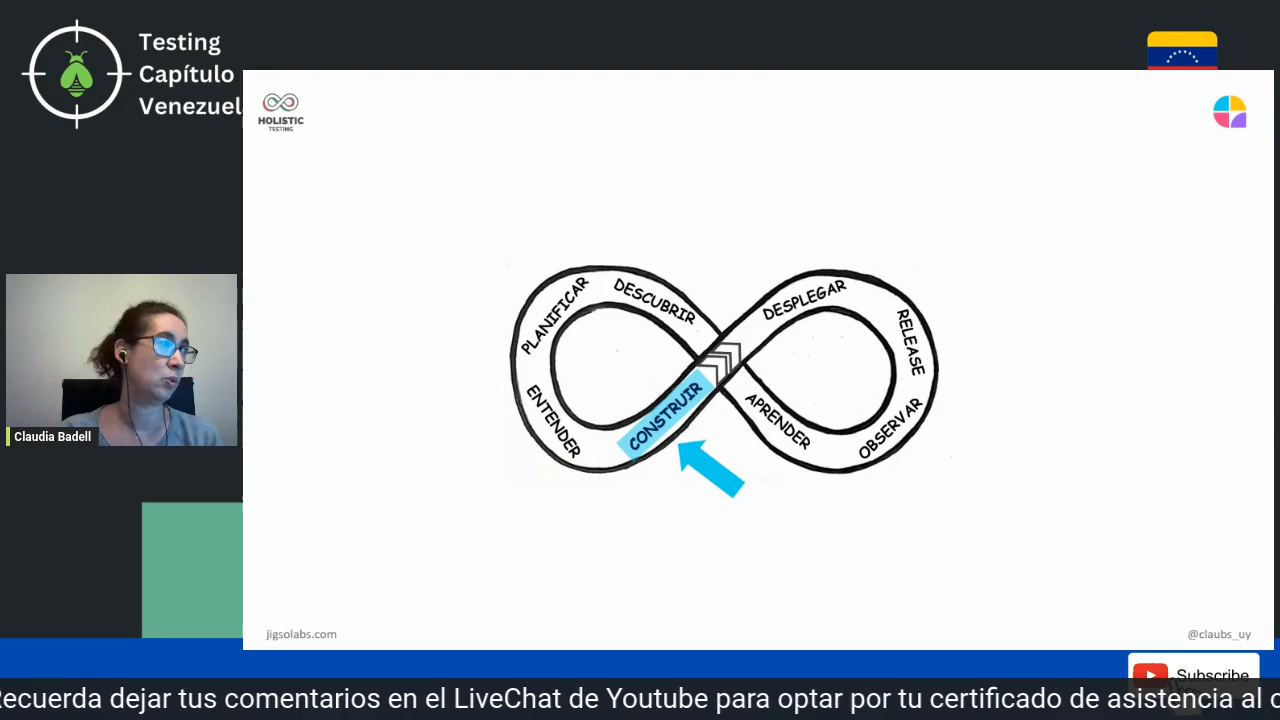 Testing
Capítulo
Venezuel
HOLISTIC
TESTING
PLANIFICAR
DESCUBRIR
DESPLEGAR
RELEASE
ENTENDER
CONSTRUIR
APRENDER
OBSERVAR
Claudia Badell
jigsolabs.com
@claubs_uy
Subscribe
Recuerda dejar tus comentarios en el LiveChat de Youtube para optar por tu certificado de asistencia al